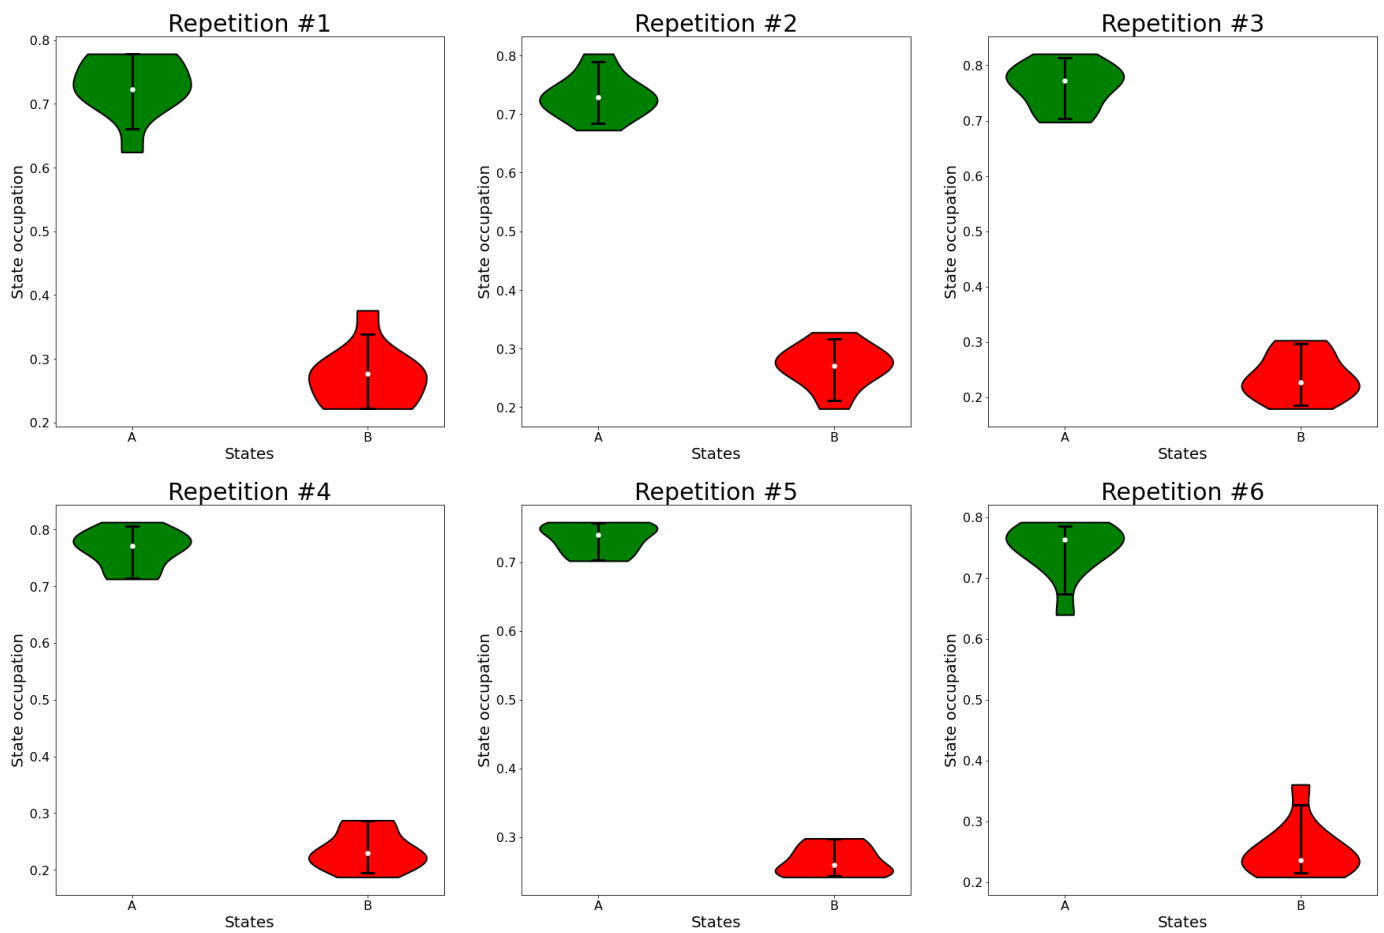 Repetition #1
State occupation
0.8
0.7
0.6
0.5
0.4
0.3
0.2
A
B
States
Repetition #2
State occupation
0.8
0.7
0.6
0.5
0.4
0.3
0.2
A
B
States
Repetition #3
State occupation
0.8
0.7
0.6
0.5
0.4
0.3
0.2
A
B
States
Repetition #4
State occupation
0.8
0.7
0.6
0.5
0.4
0.3
0.2
A
B
States
Repetition #5
State occupation
0.7
0.6
0.5
0.4
0.3
A
B
States
Repetition #6
State occupation
0.8
0.7
0.6
0.5
0.4
0.3
0.2
A
B
States